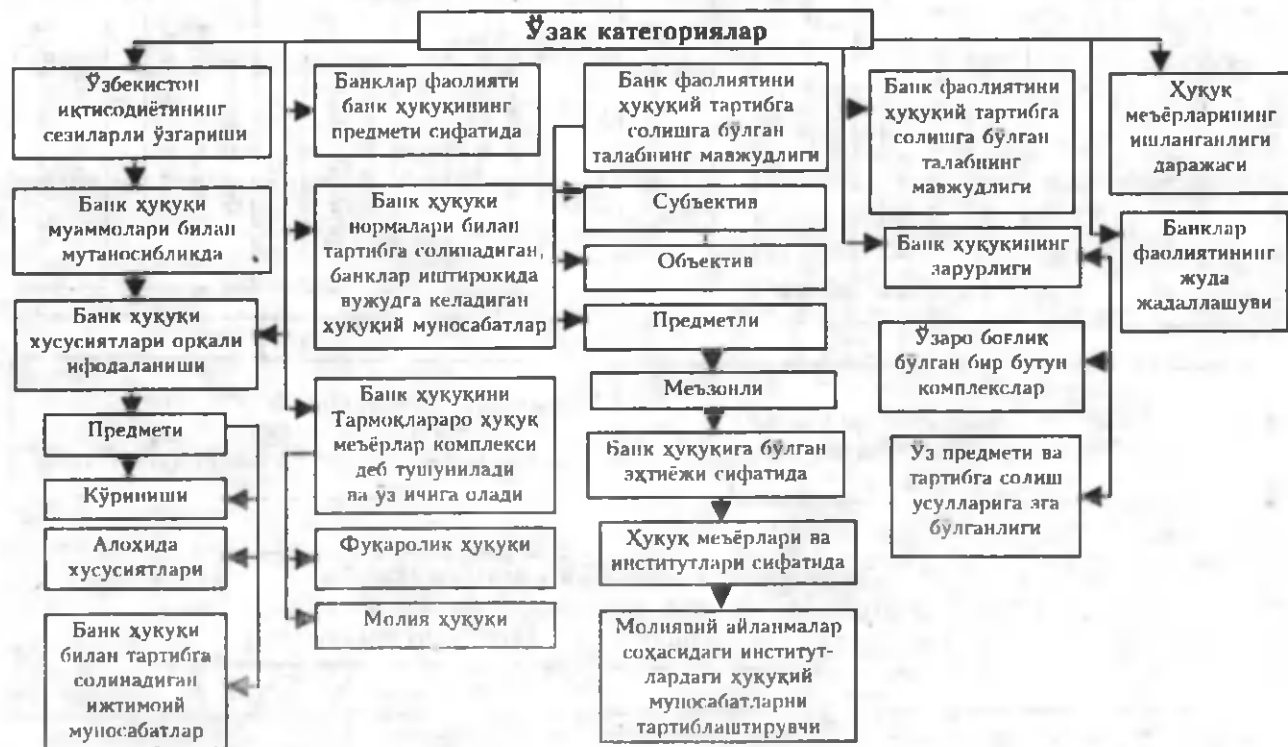 Ўзак категориялар
Ўзбекистон
иқтисодиётининг
сезиларли ўзгариши
Банк ҳуқуқи
муаммолари билан
мутаносибликда
Банк ҳуқуқи
хусусиятлари орқали
ифодаланиши
Предмети
Кўриниши
Алоҳида
хусусиятлари
Банк ҳуқуқи
билан тартибга
солинадиган
ижтимоий
муносабатлар
Банклар фаолияти
банк ҳуқуқининг
предмети сифатида
Банк ҳуқуқи
нормалари билан
тартибга солинадиган,
банклар иштирокида
вужудга келадиган
ҳуқуқий муносабатлар
Банк ҳуқуқини
Тармоқлараро ҳуқуқ
меъёрлар комплекси
деб тушунилади
ва ўз ичига олади
Фуқаролик ҳуқуқи
Молия ҳуқуқи
Банк фаолиятини
ҳуқуқий тартибга
солишга бўлган
талабнинг мавжудлиги
Субъектив
Объектив
Предметли
Меъзонли
Банк ҳуқуқига бўлган
эҳтиёжи сифатида
Ҳуқуқ меъёрлари ва
институтлари сифатида
Молиявий айланмалар
соҳасидаги институт-
лардаги ҳуқуқий
муносабатларни
тартиблаштирувчи
Банк фаолиятини
ҳуқуқий тартибга
солишга бўлган
талабнинг
мавжудлиги
Банк ҳуқуқининг
зарурлиги
Ўзаро боғлиқ
бўлган бир бутун
комплекслар
Ўз предмети ва
тартибга солиш
усулларига эга
бўлганлиги
Ҳуқуқ
меъёрларининг
ишланганлиги
даражаси
Банклар
фаолиятининг
жуда
жадаллашуви